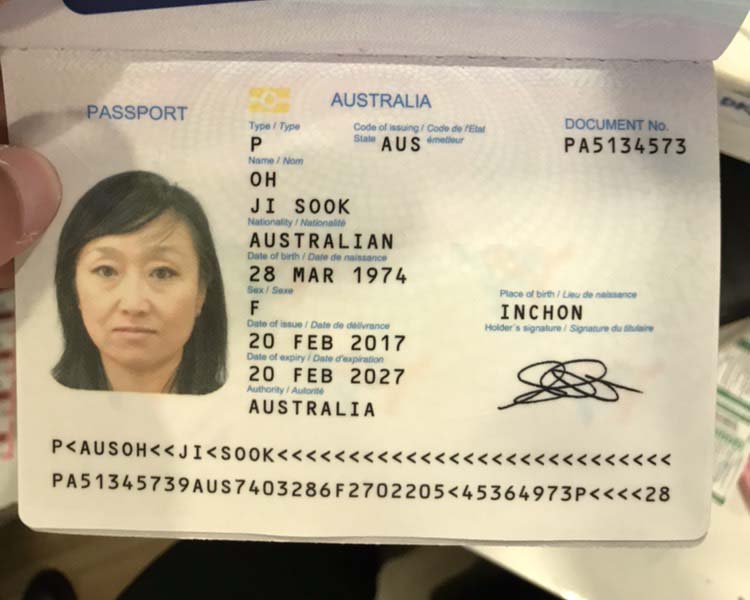 PASSPORT
AUSTRALIA
Type / Type
Code of issuing / Code de l'Etat
State
émetteur
DOCUMENT No.
P
AUS
PA5134573
Name / Nom
OH
JI SOOK
Nationality / Nationalité
AUSTRALIAN
Date of birth / Date de naissance
28 MAR 1974
Sex / Sexe
Place of birth / Lieu de naissance
F
INCHON
Date of issue / Date de délivrance
Holder's signature / Signature du titulaire
20 FEB 2017
Date of expiry / Date d'expiration
20 FEB 2027
Authority / Autorité
AUSTRALIA
P<AUSOH<<JI<SOOK<<<<<<<<<<<<<<<<<<<<<<<<<<<<
PA51345739AUS7403286F2702205<45364973P<<<<28